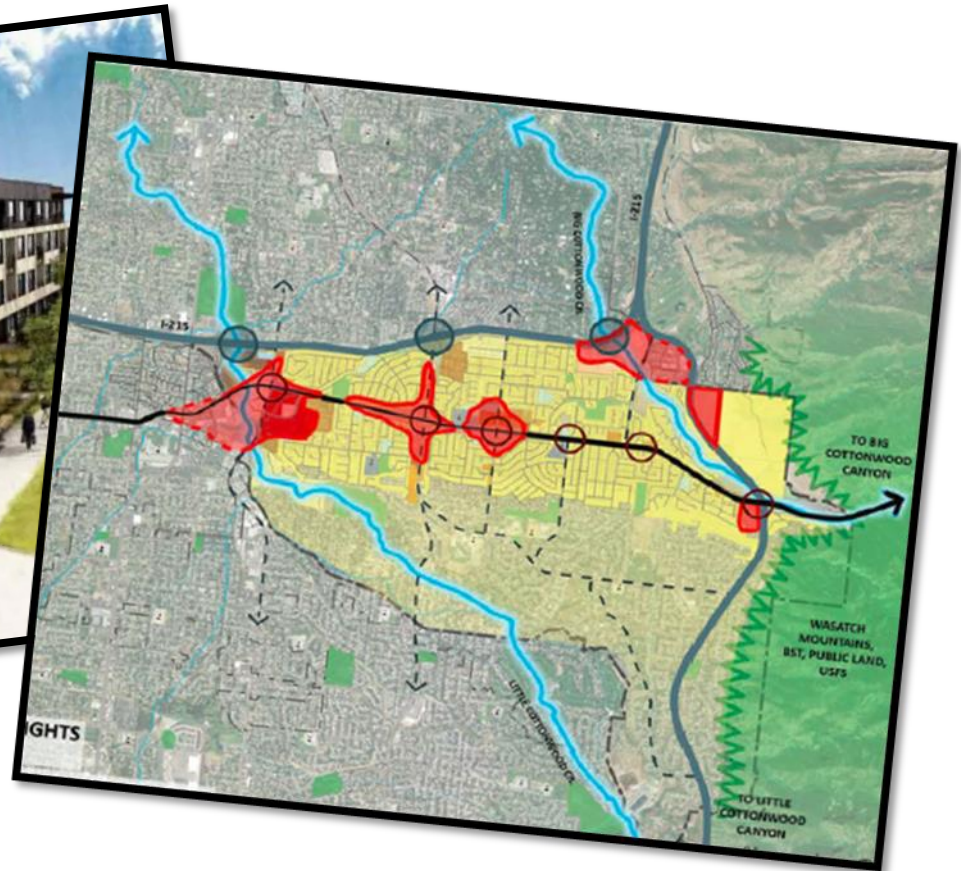 I-215
BIG COTTONWOOD CR.
I-215
TO BIG
COTTONWOOD
CANYON
WASATCH
MOUNTAINS,
BST, PUBLIC LAND,
USFS
LITTLE COTTONWOOD CR.
IGHTS
TO LITTLE
COTTONWOOD
CANYON